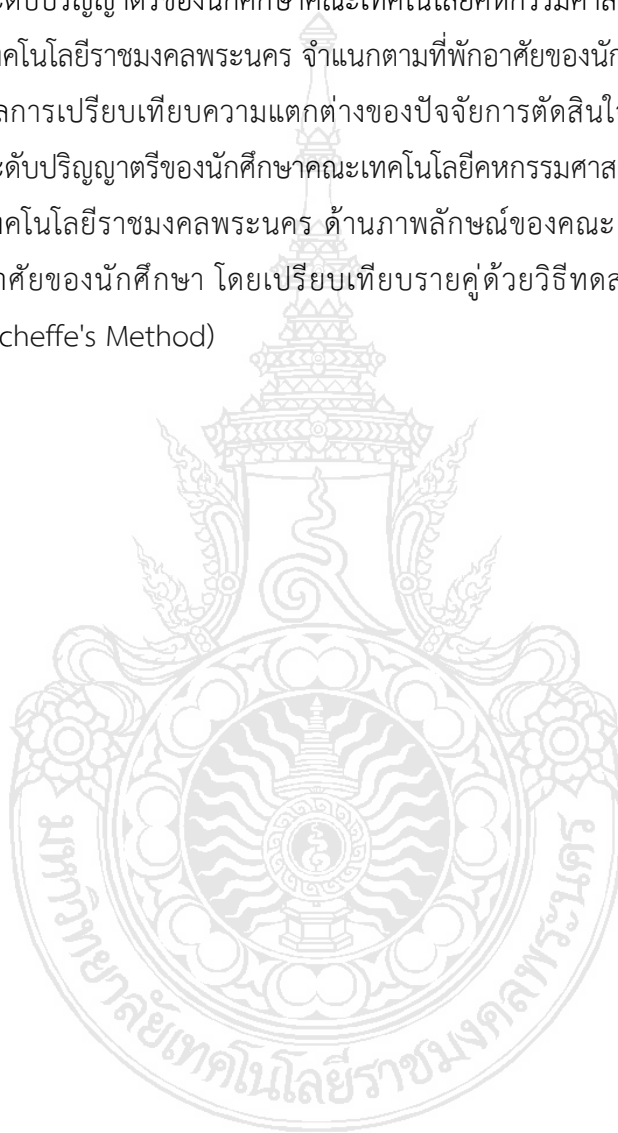 ระดับปริญญาตรีของนักศึกษาคณะเทคโนโลยีคหกรรมศาส
ทคโนโลยีราชมงคลพระนคร จำแนกตามที่พักอาศัยของนัก
ลการเปรียบเทียบความแตกต่างของปัจจัยการตัดสินใจ
ะดับปริญญาตรีของนักศึกษาคณะเทคโนโลยีคหกรรมศาส
ทคโนโลยีราชมงคลพระนคร ด้านภาพลักษณ์ของคณะ
าศัยของนักศึกษา โดยเปรียบเทียบรายคู่ด้วยวิธีทดส
cheffe's Method)
มหาวิทยาลัยเทคโนโลยีราชมงคลพระนคร